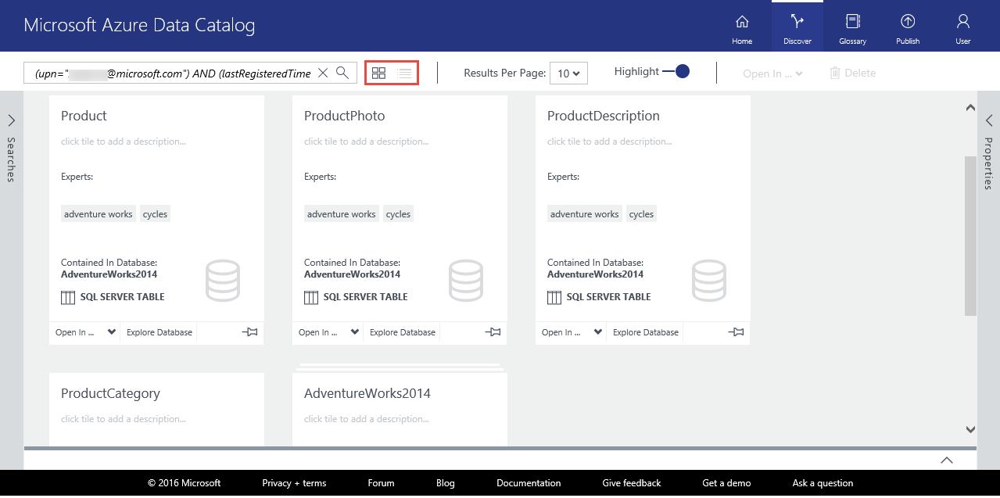 Microsoft Azure Data Catalog
Home
Discover
Glossary
Publish
User
(upn="@microsoft.com") AND (lastRegisteredTime
Results Per Page:
10
Highlight
Open In ...
Delete
Searches
Properties
Product
click tile to add a description...
Experts:
adventure works
cycles
Contained In Database:
AdventureWorks2014
SQL SERVER TABLE
Open In ...
Explore Database
ProductPhoto
click tile to add a description...
Experts:
adventure works
cycles
Contained In Database:
AdventureWorks2014
SQL SERVER TABLE
Open In ...
Explore Database
ProductDescription
click tile to add a description...
Experts:
adventure works
cycles
Contained In Database:
AdventureWorks2014
SQL SERVER TABLE
Open In ...
Explore Database
ProductCategory
click tile to add a description...
AdventureWorks2014
click tile to add a description...
© 2016 Microsoft
Privacy + terms
Forum
Blog
Documentation
Give feedback
Get a demo
Ask a question